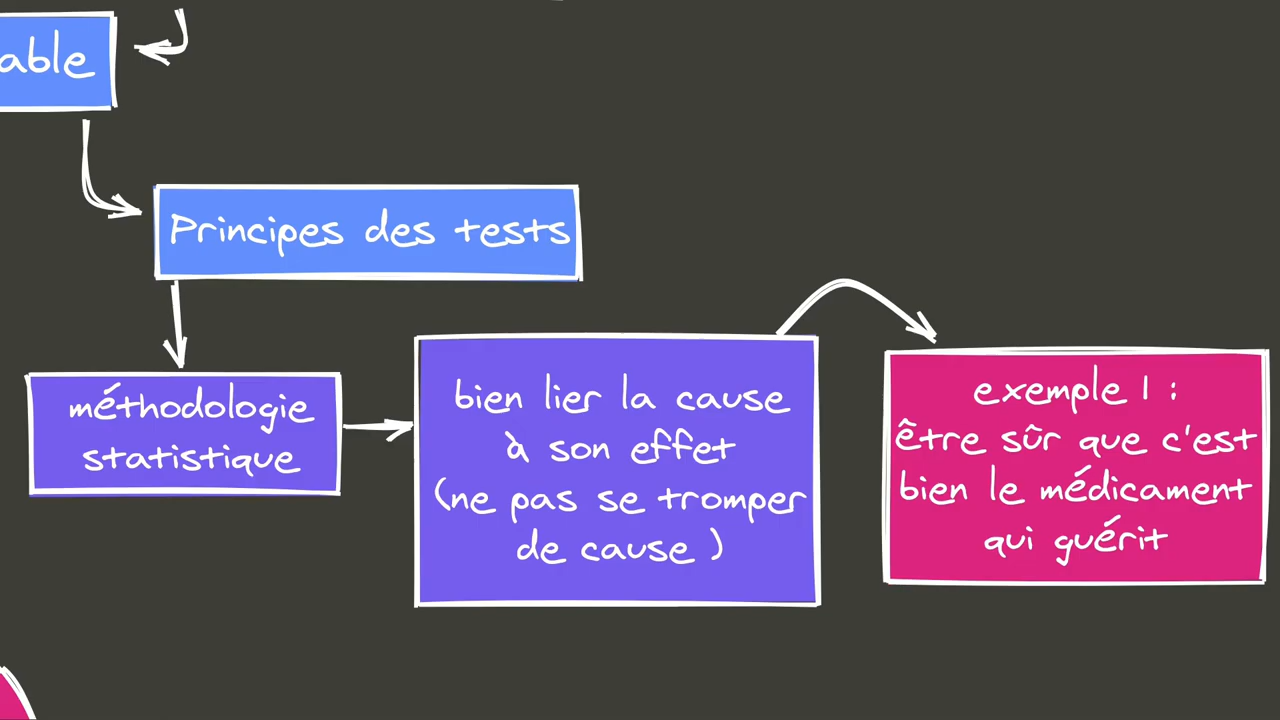 able
Principes des tests
méthodologie
statistique
bien lier la cause
à son effet
(ne pas se tromper
de cause )
exemple 1 :
être sûr que c'est
bien le médicament
qui guérit